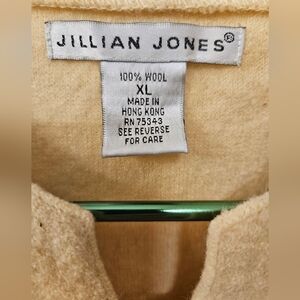 JILLIAN JONES®
100% WOOL
XL
MADE IN
HONG KONG
RN 75343
SEE REVERSE
FOR CARE